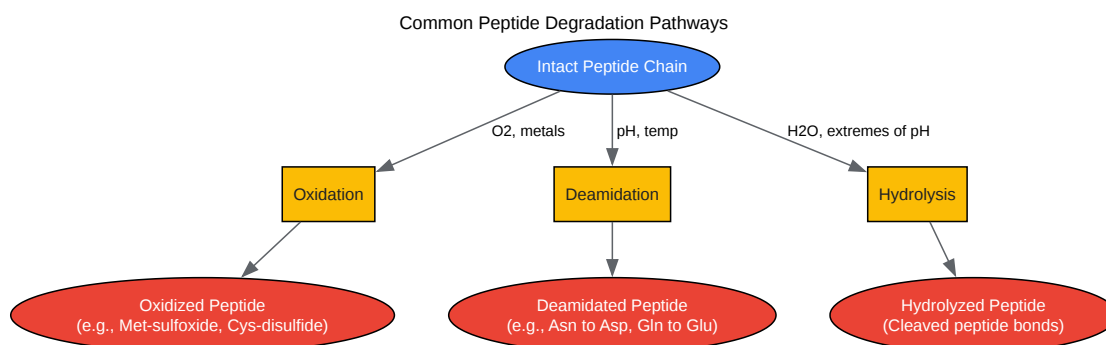 Common Peptide Degradation Pathways
Intact Peptide Chain
O2, metals
pH, temp
H2O, extremes of pH
Oxidation
Deamidation
Hydrolysis
Oxidized Peptide
(e.g., Met-sulfoxide, Cys-disulfide)
Deamidated Peptide
(e.g., Asn to Asp, Gln to Glu)
Hydrolyzed Peptide
(Cleaved peptide bonds)